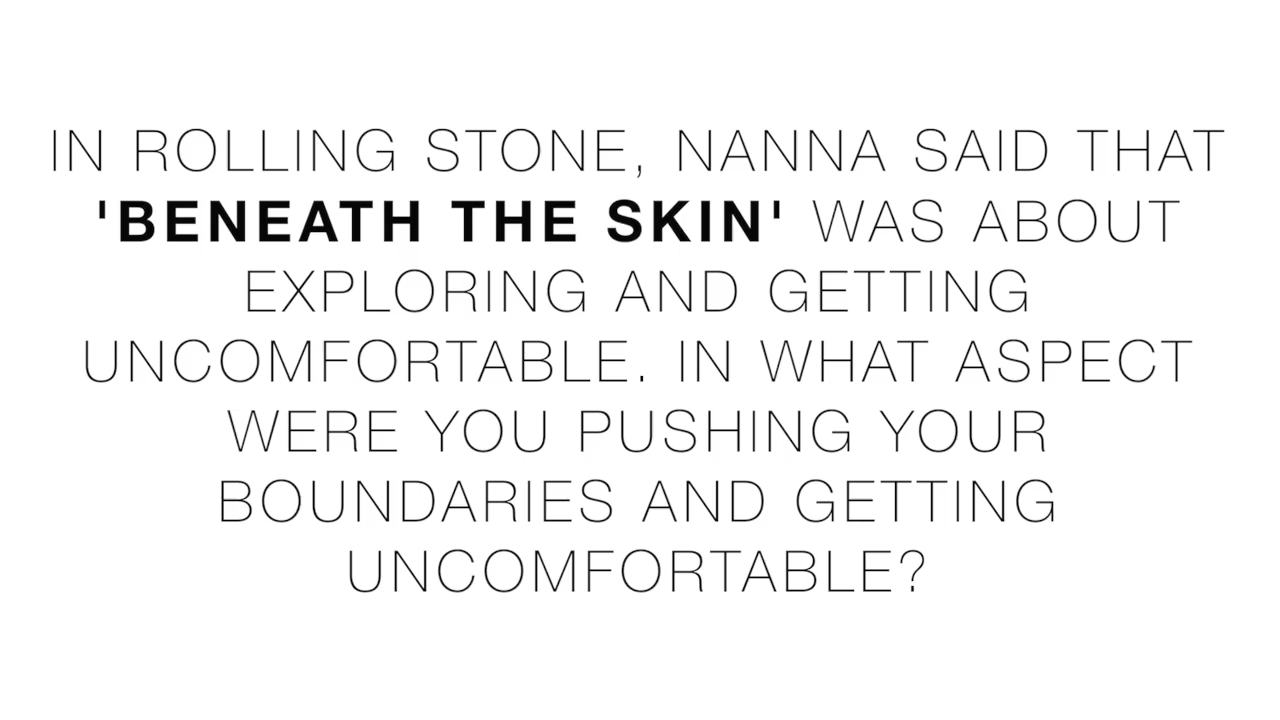 IN ROLLING STONE, NANNA SAID THAT
'BENEATH THE SKIN' WAS ABOUT
EXPLORING AND GETTING
UNCOMFORTABLE. IN WHAT ASPECT
WERE YOU PUSHING YOUR
BOUNDARIES AND GETTING
UNCOMFORTABLE?